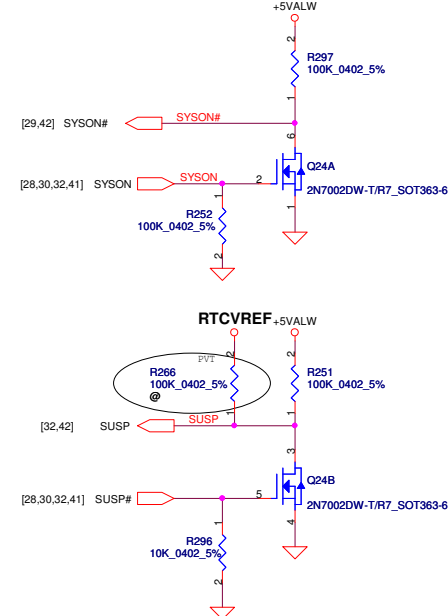 +5VALW
2
R297
100K_0402_5%
1
[29,42] SYSON# SYSON#
6
Q24A
[28,30,32,41] SYSON SYSON 2
2N7002DW-T/R7_SOT363-6
1
1
R252
100K_0402_5%
2
RTCVREF +5VALW
PVT
2 2
R266 R251
100K_0402_5% 100K_0402_5%
@
1 1
[32,42] SUSP SUSP
3
Q24B
[28,30,32,41] SUSP# 5
2N7002DW-T/R7_SOT363-6
4
1
R296
10K_0402_5%
2